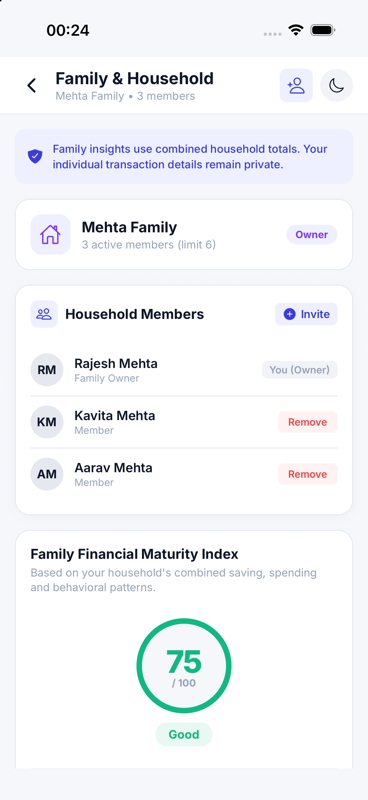 00:24
Family & Household
Mehta Family • 3 members
Family insights use combined household totals. Your
individual transaction details remain private.
Mehta Family
3 active members (limit 6)
Owner
Household Members
Invite
RM
Rajesh Mehta
Family Owner
You (Owner)
KM
Kavita Mehta
Member
Remove
AM
Aarav Mehta
Member
Remove
Family Financial Maturity Index
Based on your household's combined saving, spending
and behavioral patterns.
75
/ 100
Good